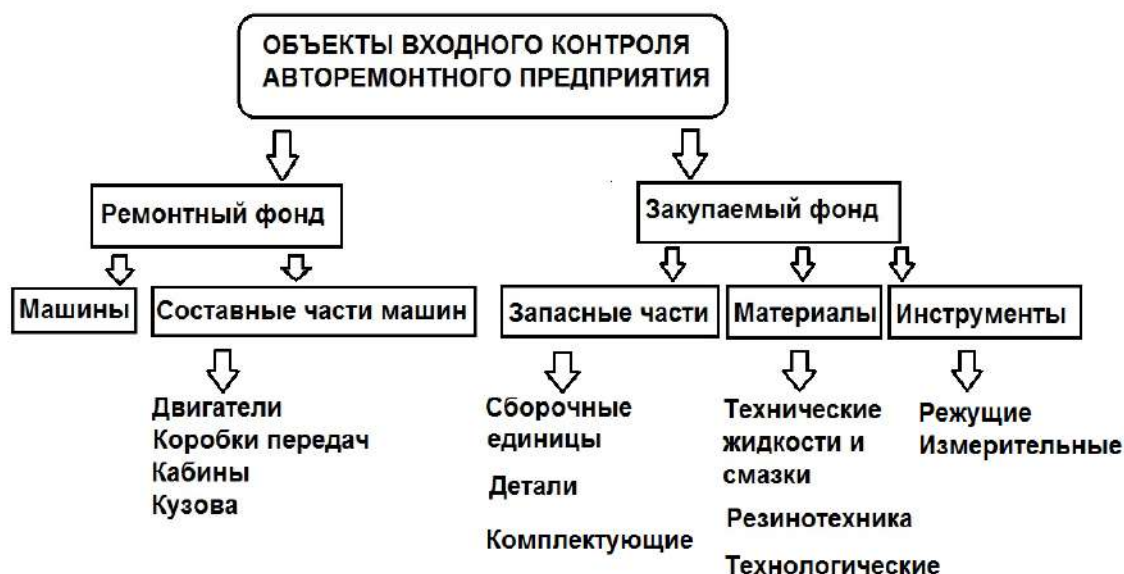 ОБЪЕКТЫ ВХОДНОГО КОНТРОЛЯ
АВТОРЕМОНТНОГО ПРЕДПРИЯТИЯ
Ремонтный фонд
Закупаемый фонд
Машины
Составные части машин
Запасные части
Материалы
Инструменты
Двигатели
Коробки передач
Кабины
Кузова
Сборочные
единицы
Детали
Комплектующие
Технические
жидкости и
смазки
Резинотехника
Технологические
Режущие
Измерительные